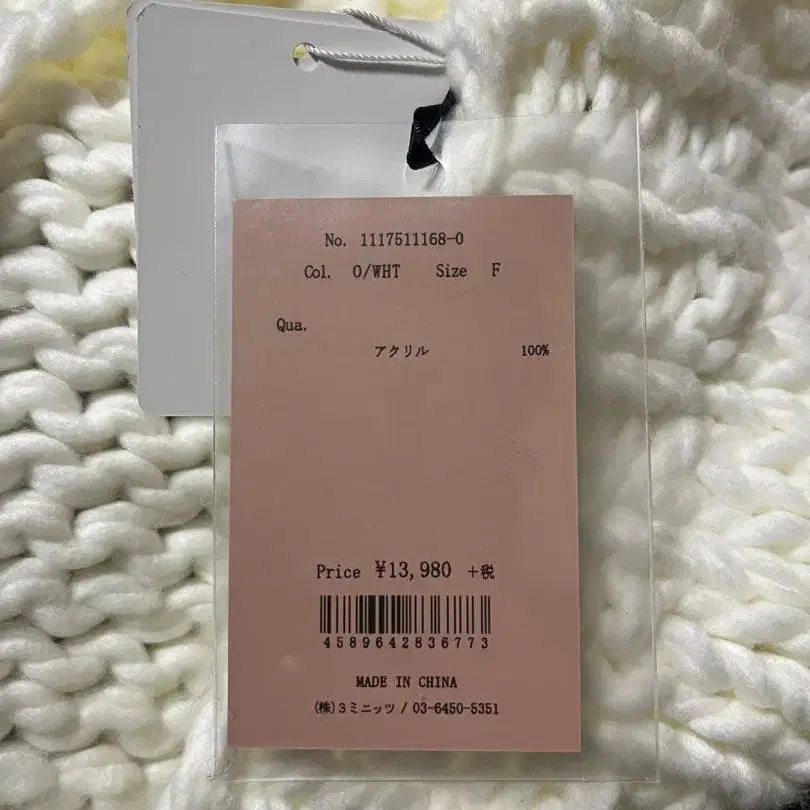 No. 1117511168-0
Col. O/WHT Size F
Qua.
アクリル 100%
Price ¥13,980 +税
4589642836773
MADE IN CHINA
(株)3ミニッツ / 03-6450-5351